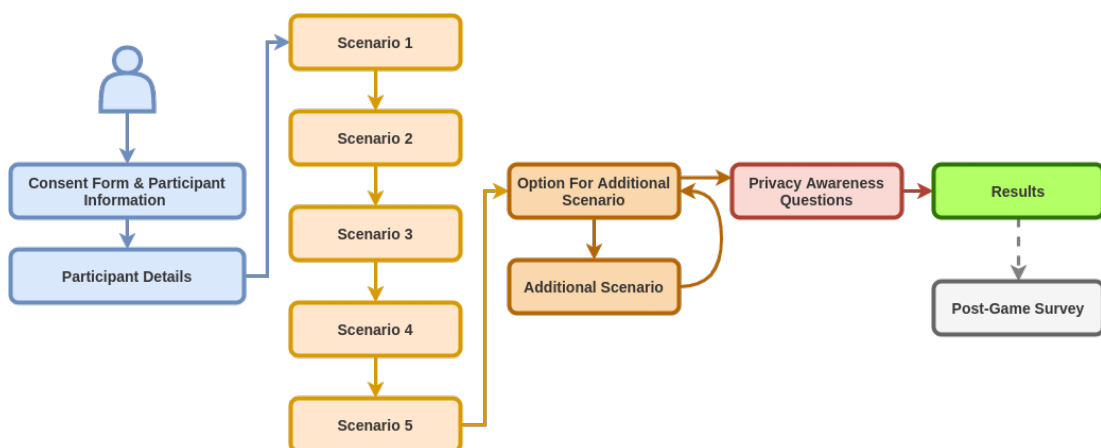 Consent Form & Participant
Information
Participant Details
Scenario 1
Scenario 2
Scenario 3
Scenario 4
Scenario 5
Option For Additional
Scenario
Additional Scenario
Privacy Awareness
Questions
Results
Post-Game Survey